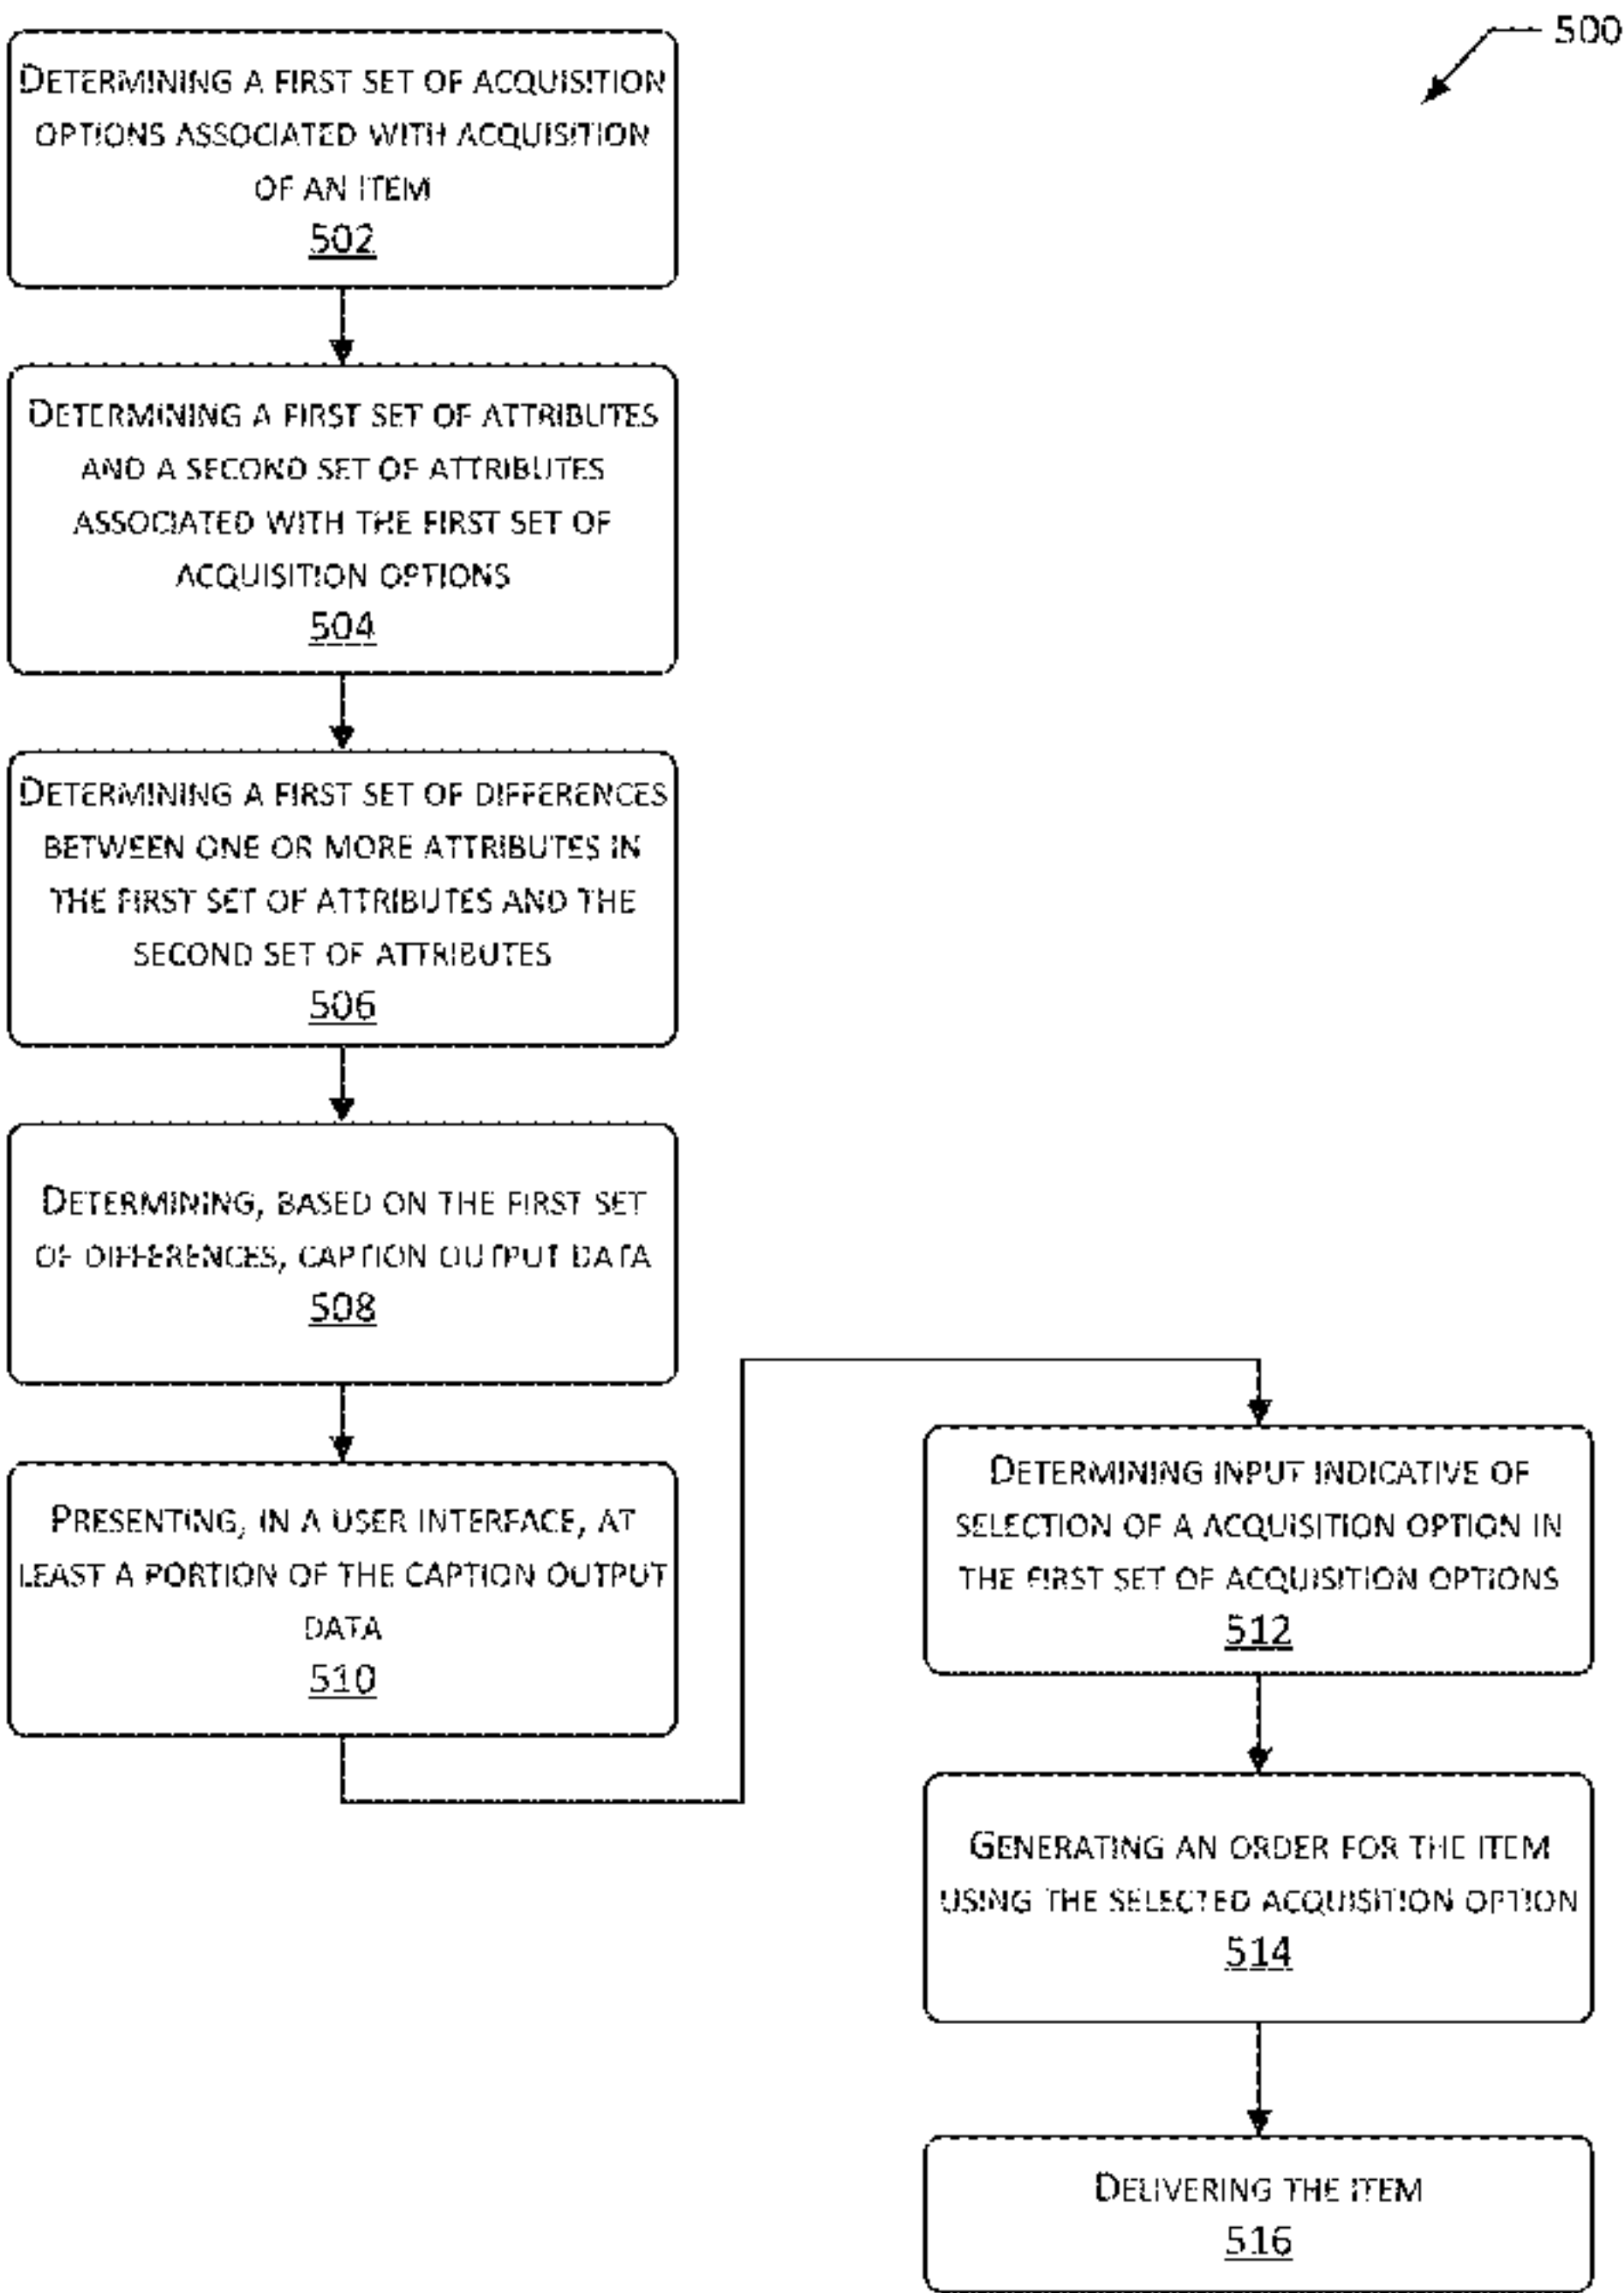 500
DETERMINING A FIRST SET OF ACQUISITION
OPTIONS ASSOCIATED WITH ACQUISITION
OF AN ITEM
502
DETERMINING A FIRST SET OF ATTRIBUTES
AND A SECOND SET OF ATTRIBUTES
ASSOCIATED WITH THE FIRST SET OF
ACQUISITION OPTIONS
504
DETERMINING A FIRST SET OF DIFFERENCES
BETWEEN ONE OR MORE ATTRIBUTES IN
THE FIRST SET OF ATTRIBUTES AND THE
SECOND SET OF ATTRIBUTES
506
DETERMINING, BASED ON THE FIRST SET
OF DIFFERENCES, CAPTION OUTPUT DATA
508
PRESENTING, IN A USER INTERFACE, AT
LEAST A PORTION OF THE CAPTION OUTPUT
DATA
510
DETERMINING INPUT INDICATIVE OF
SELECTION OF A ACQUISITION OPTION IN
THE FIRST SET OF ACQUISITION OPTIONS
512
GENERATING AN ORDER FOR THE ITEM
USING THE SELECTED ACQUISITION OPTION
514
DELIVERING THE ITEM
516